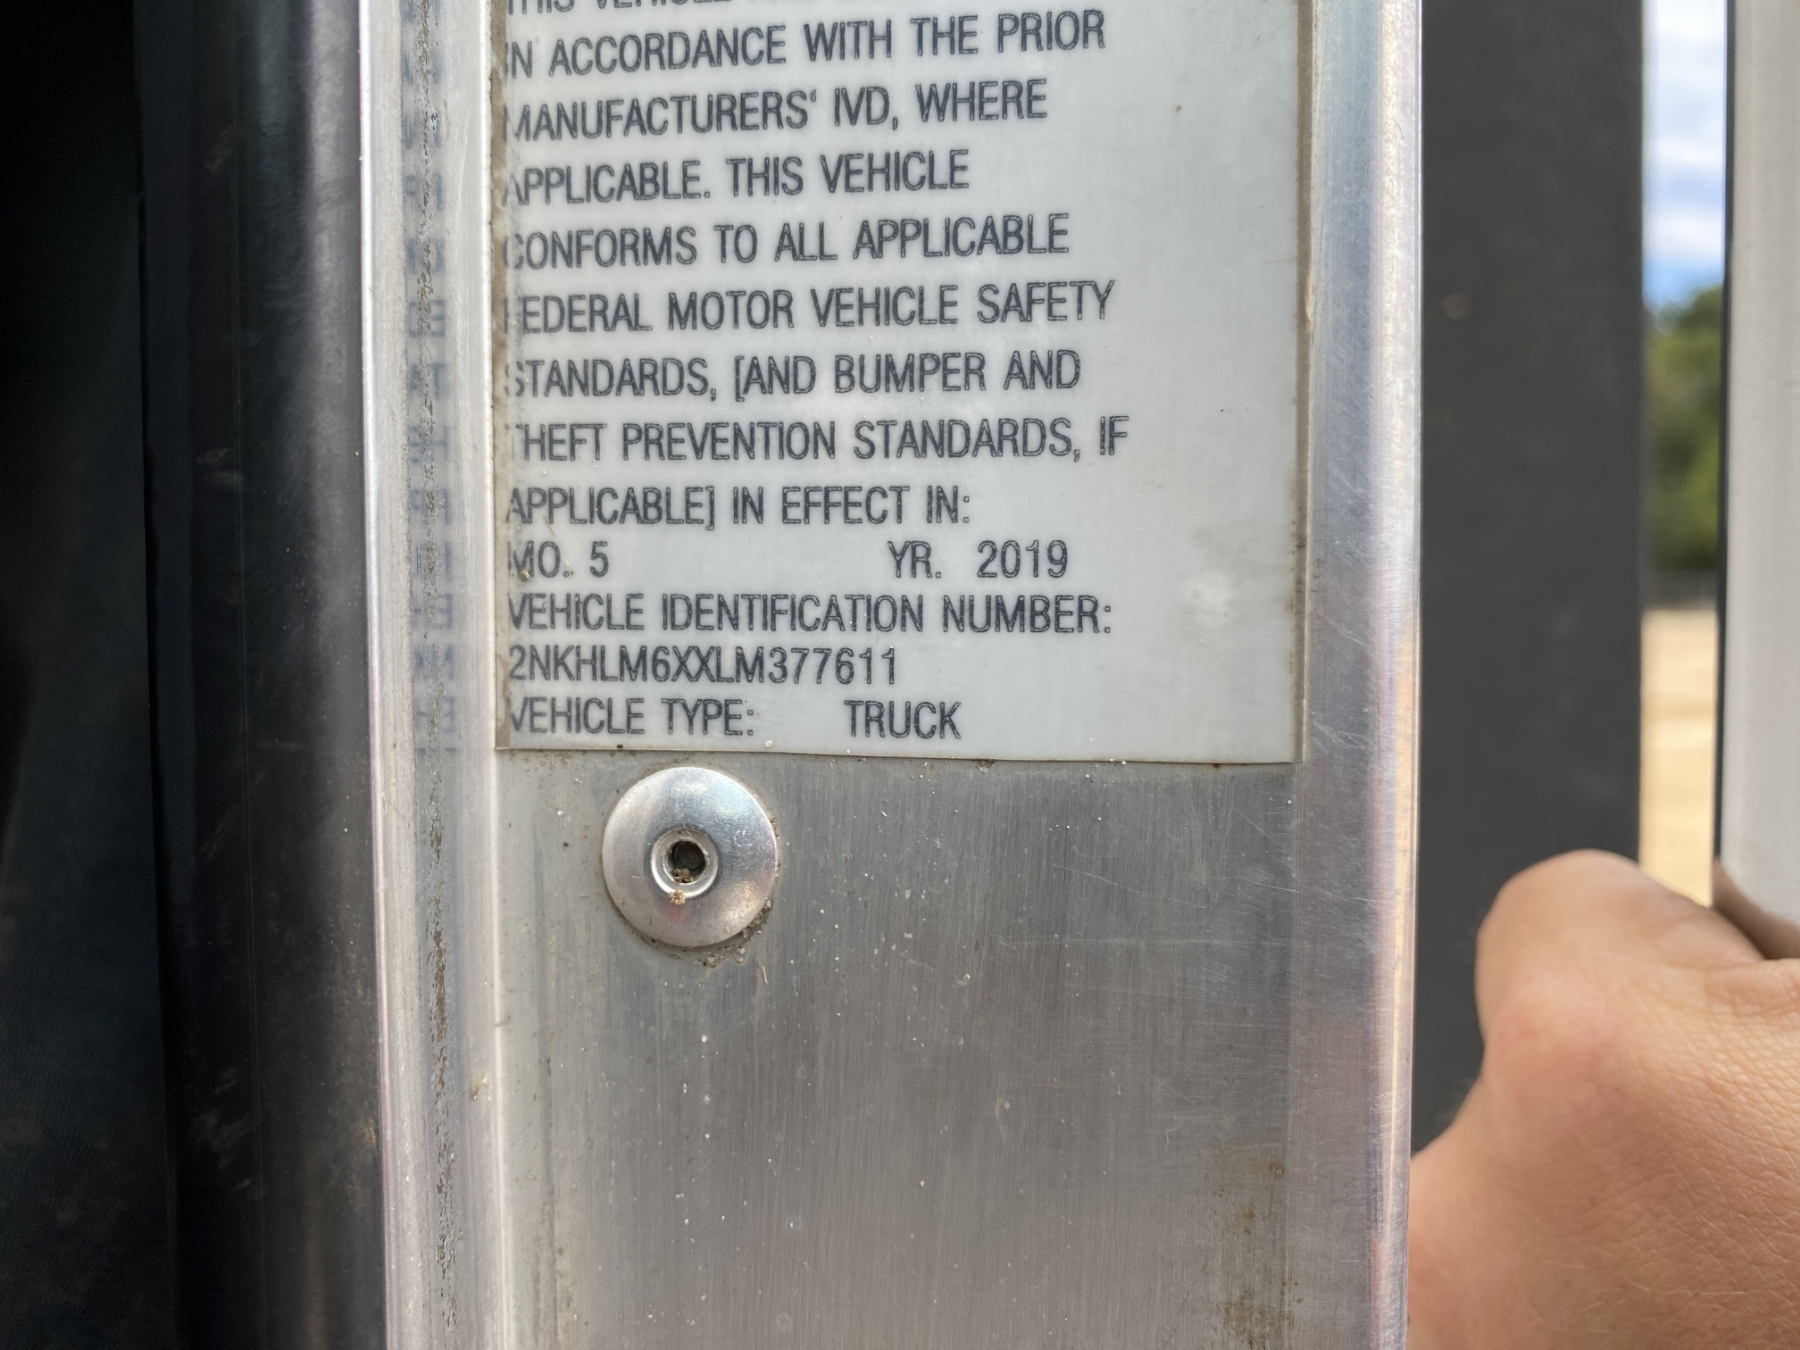 THIS VEHICLE
IN ACCORDANCE WITH THE PRIOR
MANUFACTURERS' IVD, WHERE
APPLICABLE. THIS VEHICLE
CONFORMS TO ALL APPLICABLE
FEDERAL MOTOR VEHICLE SAFETY
STANDARDS, [AND BUMPER AND
THEFT PREVENTION STANDARDS, IF
APPLICABLE] IN EFFECT IN:
MO. 5 YR. 2019
VEHICLE IDENTIFICATION NUMBER:
2NKHLM6XXLM377611
VEHICLE TYPE: TRUCK